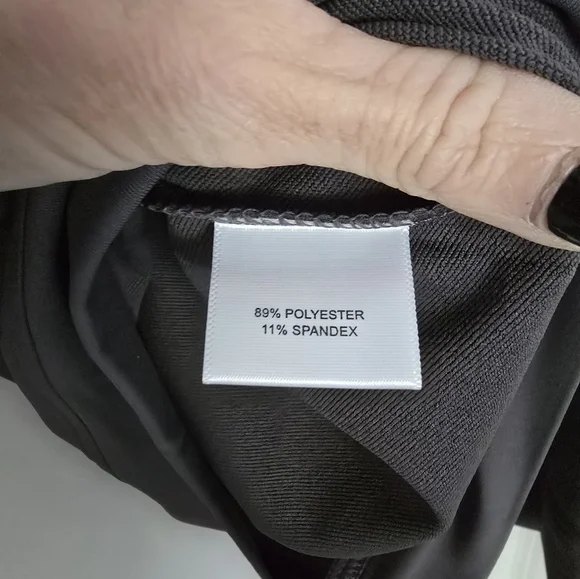 89% POLYESTER
11% SPANDEX